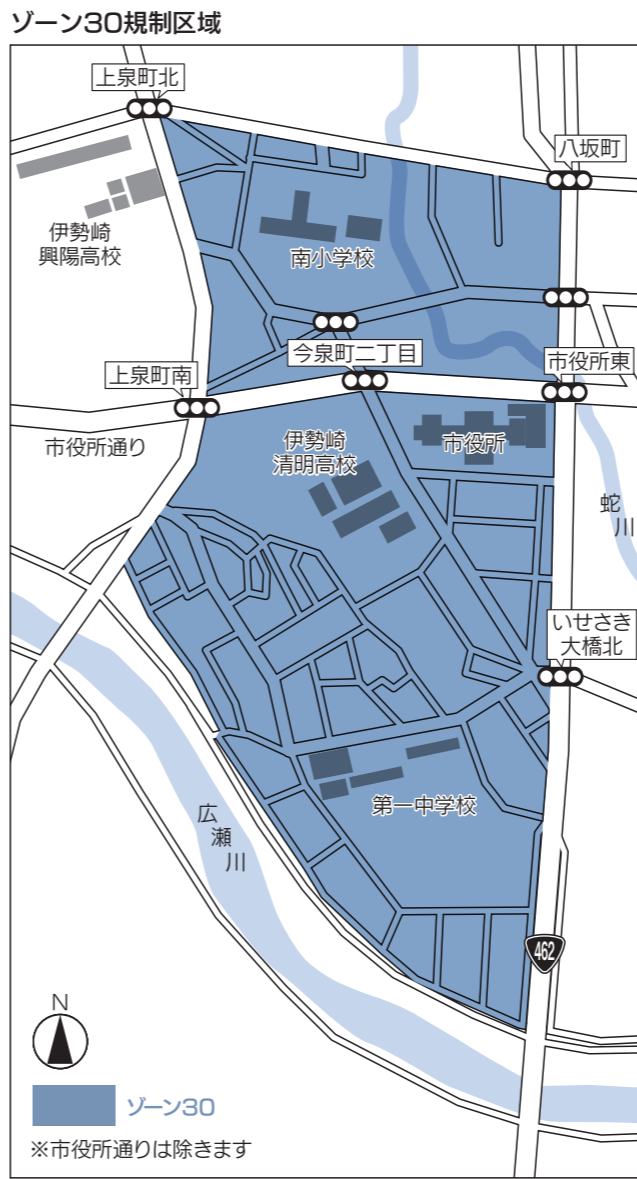 ゾーン30規制区域
上泉町北
八坂町
伊勢崎
興陽高校
南小学校
今泉町二丁目
上泉町南
市役所東
市役所通り
伊勢崎
清明高校
市役所
蛇川
いせさき
大橋北
第一中学校
広瀬川
462
N
ゾーン30
※市役所通りは除きます